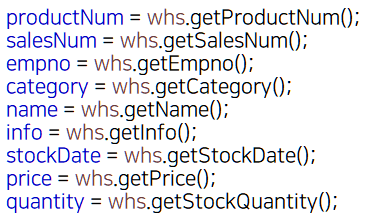 productNum = whs.getProductNum();
salesNum = whs.getSalesNum();
empno = whs.getEmpno();
category = whs.getCategory();
name = whs.getName();
info = whs.getInfo();
stockDate = whs.getStockDate();
price = whs.getPrice();
quantity = whs.getStockQuantity();